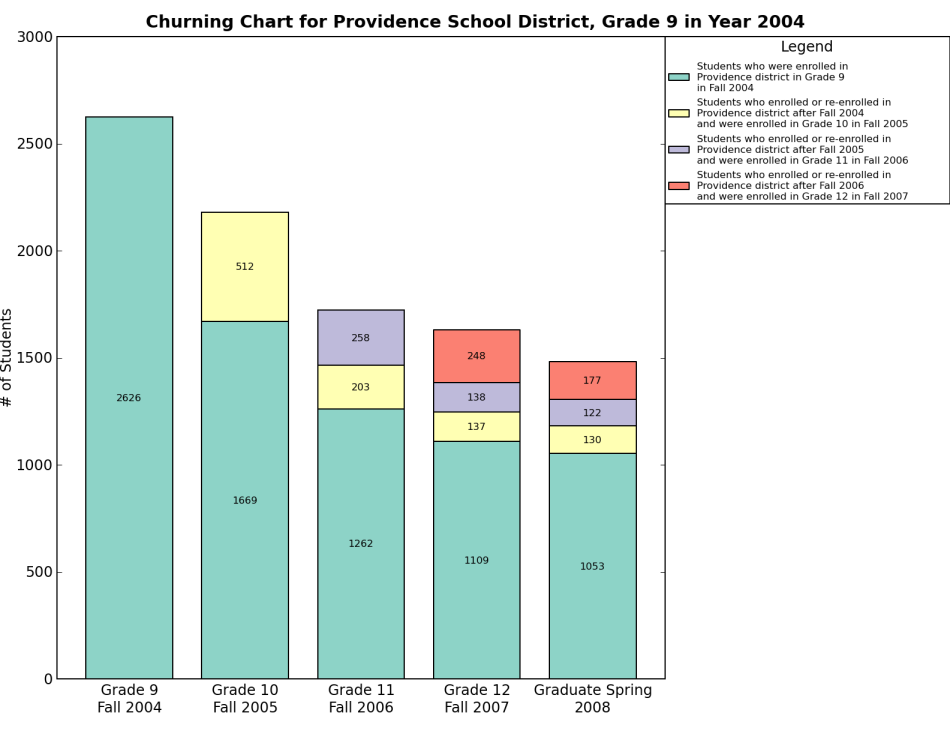 Churning Chart for Providence School District, Grade 9 in Year 2004
Legend
Students who were enrolled in
Providence district in Grade 9
in Fall 2004
Students who enrolled or re-enrolled in
Providence district after Fall 2004
and were enrolled in Grade 10 in Fall 2005
Students who enrolled or re-enrolled in
Providence district after Fall 2005
and were enrolled in Grade 11 in Fall 2006
Students who enrolled or re-enrolled in
Providence district after Fall 2006
and were enrolled in Grade 12 in Fall 2007
# of Students
3000
2500
2000
1500
1000
500
0
2626
512
1669
258
203
1262
248
138
137
1109
177
122
130
1053
Grade 9
Fall 2004
Grade 10
Fall 2005
Grade 11
Fall 2006
Grade 12
Fall 2007
Graduate Spring
2008